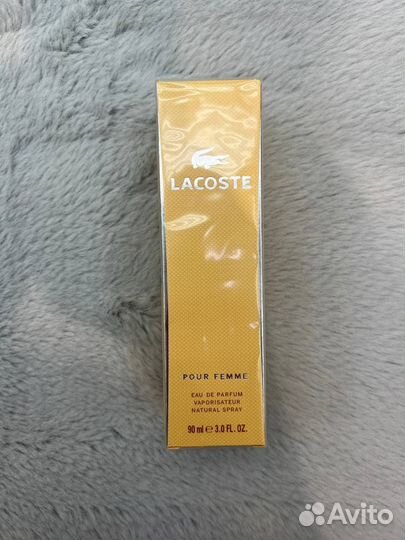 LACOSTE
POUR FEMME
EAU DE PARFUM
VAPORISATEUR
NATURAL SPRAY
90 ml e 3.0 FL. OZ.
Avito